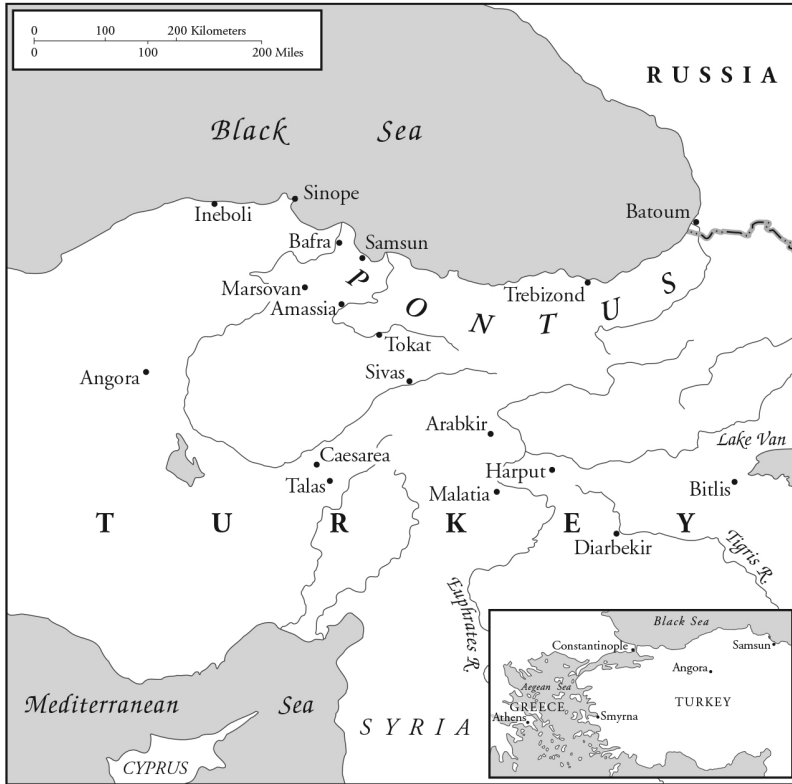 0 100 200 Kilometers
0 100 200 Miles
RUSSIA
Black Sea
Sinope
Ineboli
Batoum
Bafra
Samsun
Marsovan
Trebizond
Amassia
PONTUS
Tokat
Angora
Sivas
Arabkir
Lake Van
Caesarea
Harput
Talas
Malatia
Bitlis
TURKEY
Diarbekir
Tigris R.
Euphrates R.
Mediterranean Sea
SYRIA
CYPRUS
Black Sea
Constantinople
Samsun
Angora
Aegean Sea
GREECE
TURKEY
Athens
Smyrna